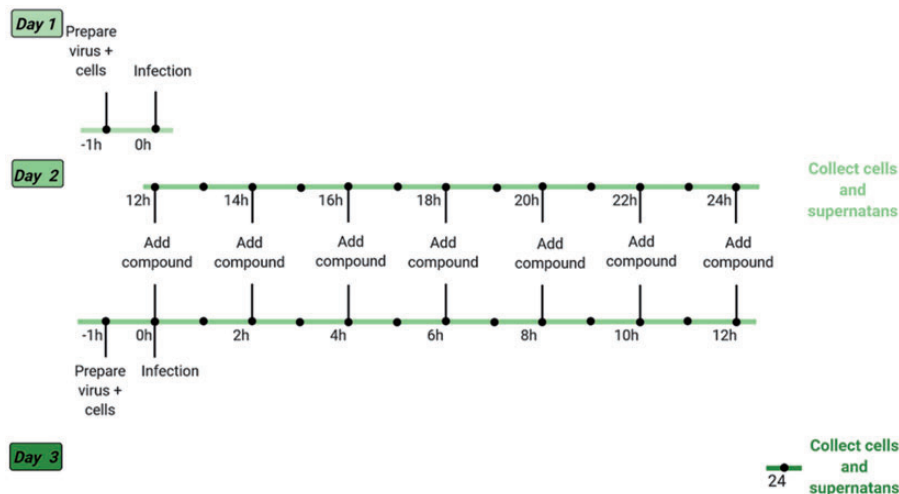 Day 1
Prepare
virus +
cells
Infection
-1h
0h
Day 2
12h
14h
16h
18h
20h
22h
24h
Collect cells
and
supernatans
Add
compound
Add
compound
Add
compound
Add
compound
Add
compound
Add
compound
Add
compound
-1h
0h
2h
4h
6h
8h
10h
12h
Prepare
virus +
cells
Infection
Day 3
24
Collect cells
and
supernatans